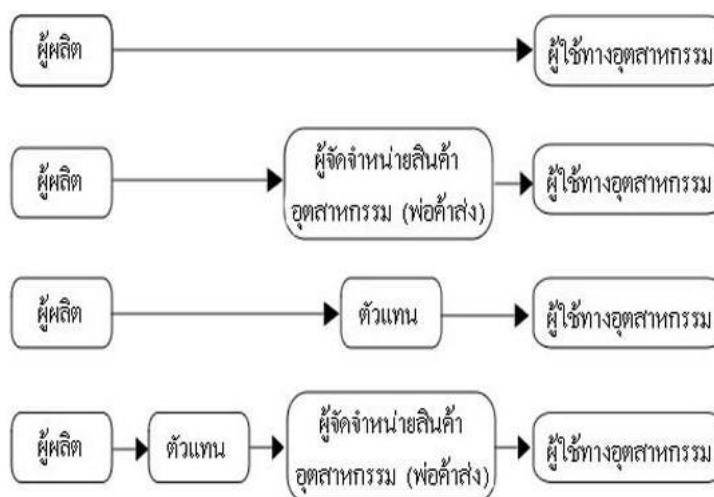 ผู้ผลิต
ผู้ใช้ทางอุตสาหกรรม
ผู้ผลิต
ผู้จัดจำหน่ายสินค้า
อุตสาหกรรม (พ่อค้าส่ง)
ผู้ใช้ทางอุตสาหกรรม
ผู้ผลิต
ตัวแทน
ผู้ใช้ทางอุตสาหกรรม
ผู้ผลิต
ตัวแทน
ผู้จัดจำหน่ายสินค้า
อุตสาหกรรม (พ่อค้าส่ง)
ผู้ใช้ทางอุตสาหกรรม